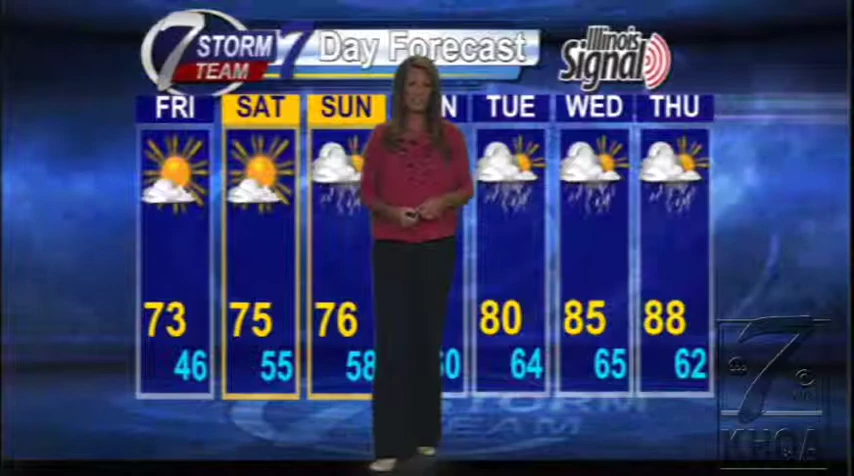 7 STORM TEAM
7 Day Forecast
Illinois Signal
FRI SAT SUN N TUE WED THU
73 75 76 80 85 88
46 55 58 60 64 65 62
STORM
TEAM
7
KHQA